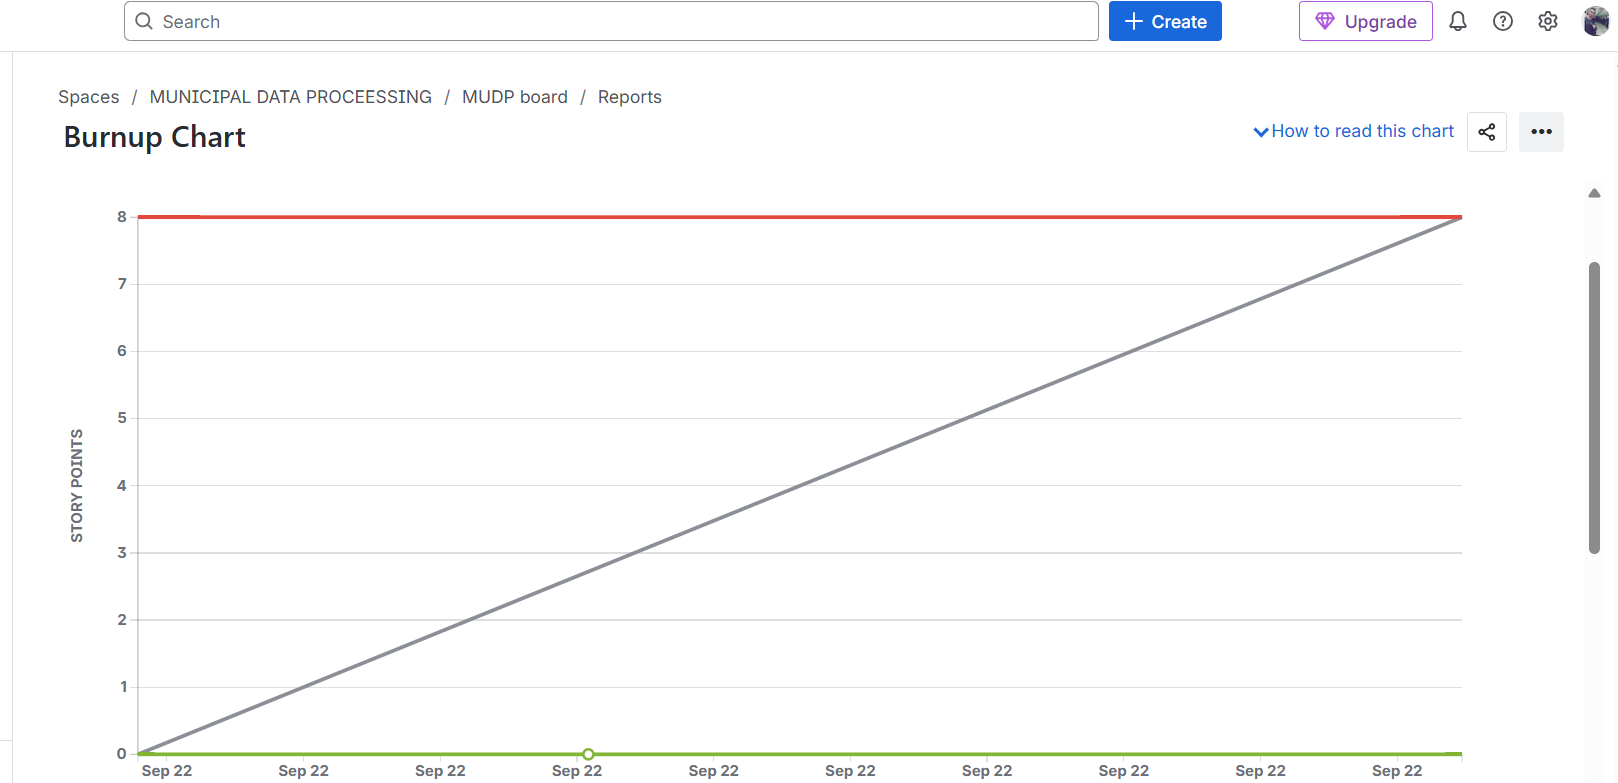 Search
Create
Upgrade
Spaces / MUNICIPAL DATA PROCEESSING / MUDP board / Reports
Burnup Chart
How to read this chart
8
7
6
5
4
3
2
1
0
STORY POINTS
Sep 22 Sep 22 Sep 22 Sep 22 Sep 22 Sep 22 Sep 22 Sep 22 Sep 22 Sep 22